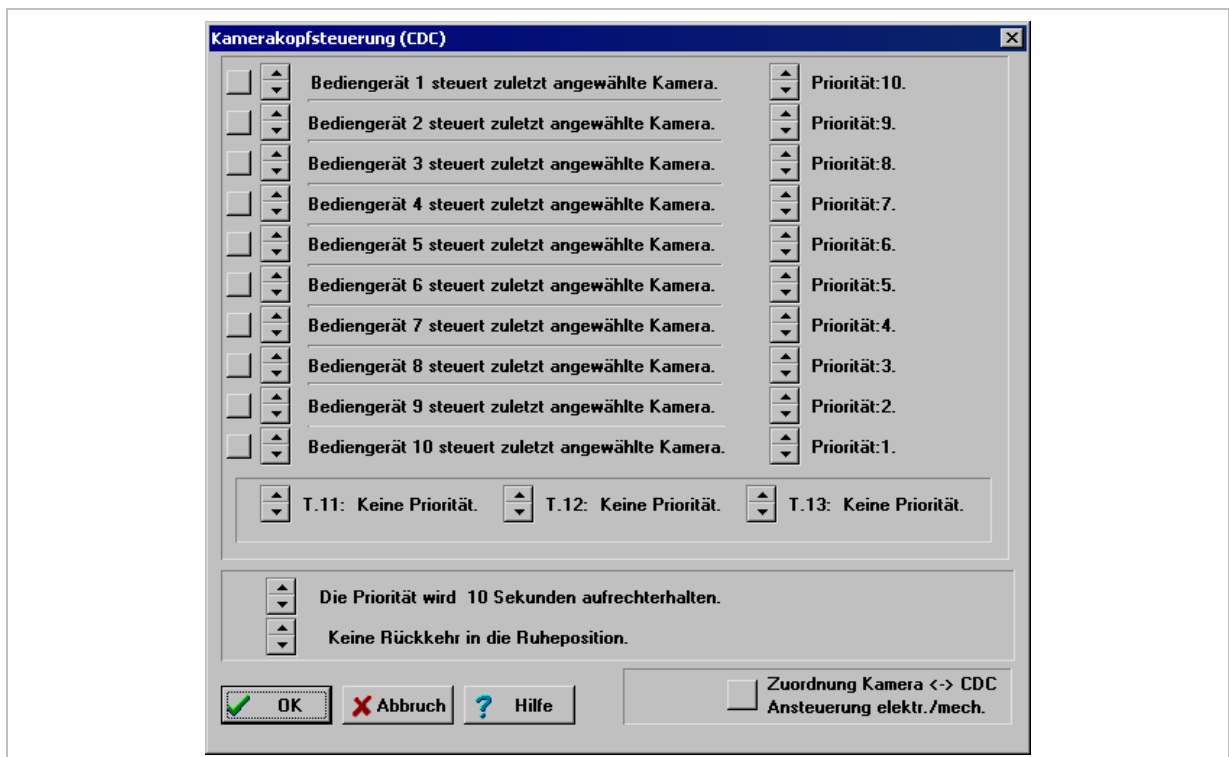 Kamerakopfsteuerung (CDC)
Bediengerät 1 steuert zuletzt angewählte Kamera. Priorität:10.
Bediengerät 2 steuert zuletzt angewählte Kamera. Priorität:9.
Bediengerät 3 steuert zuletzt angewählte Kamera. Priorität:8.
Bediengerät 4 steuert zuletzt angewählte Kamera. Priorität:7.
Bediengerät 5 steuert zuletzt angewählte Kamera. Priorität:6.
Bediengerät 6 steuert zuletzt angewählte Kamera. Priorität:5.
Bediengerät 7 steuert zuletzt angewählte Kamera. Priorität:4.
Bediengerät 8 steuert zuletzt angewählte Kamera. Priorität:3.
Bediengerät 9 steuert zuletzt angewählte Kamera. Priorität:2.
Bediengerät 10 steuert zuletzt angewählte Kamera. Priorität:1.
T.11: Keine Priorität. T.12: Keine Priorität. T.13: Keine Priorität.
Die Priorität wird 10 Sekunden aufrechterhalten.
Keine Rückkehr in die Ruheposition.
OK Abbruch ? Hilfe
Zuordnung Kamera <-> CDC
Ansteuerung elektr./mech.